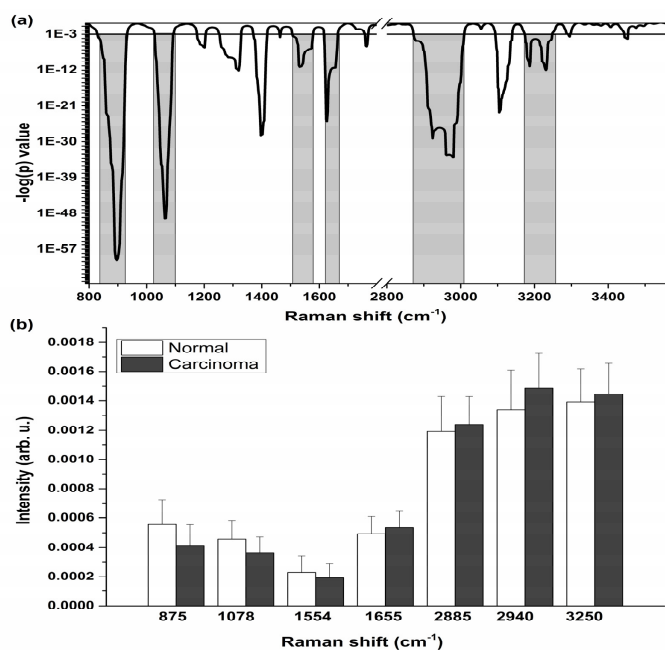 (a)
1E-3
1E-12
1E-21
1E-30
1E-39
1E-48
1E-57
-log(p) value
800 1000 1200 1400 1600 2800 3000 3200 3400
Raman shift (cm-1)
(b)
0.0018
0.0016
0.0014
0.0012
0.0010
0.0008
0.0006
0.0004
0.0002
0.0000
Intensity (arb. u.)
Normal
Carcinoma
875 1078 1554 1655 2885 2940 3250
Raman shift (cm-1)